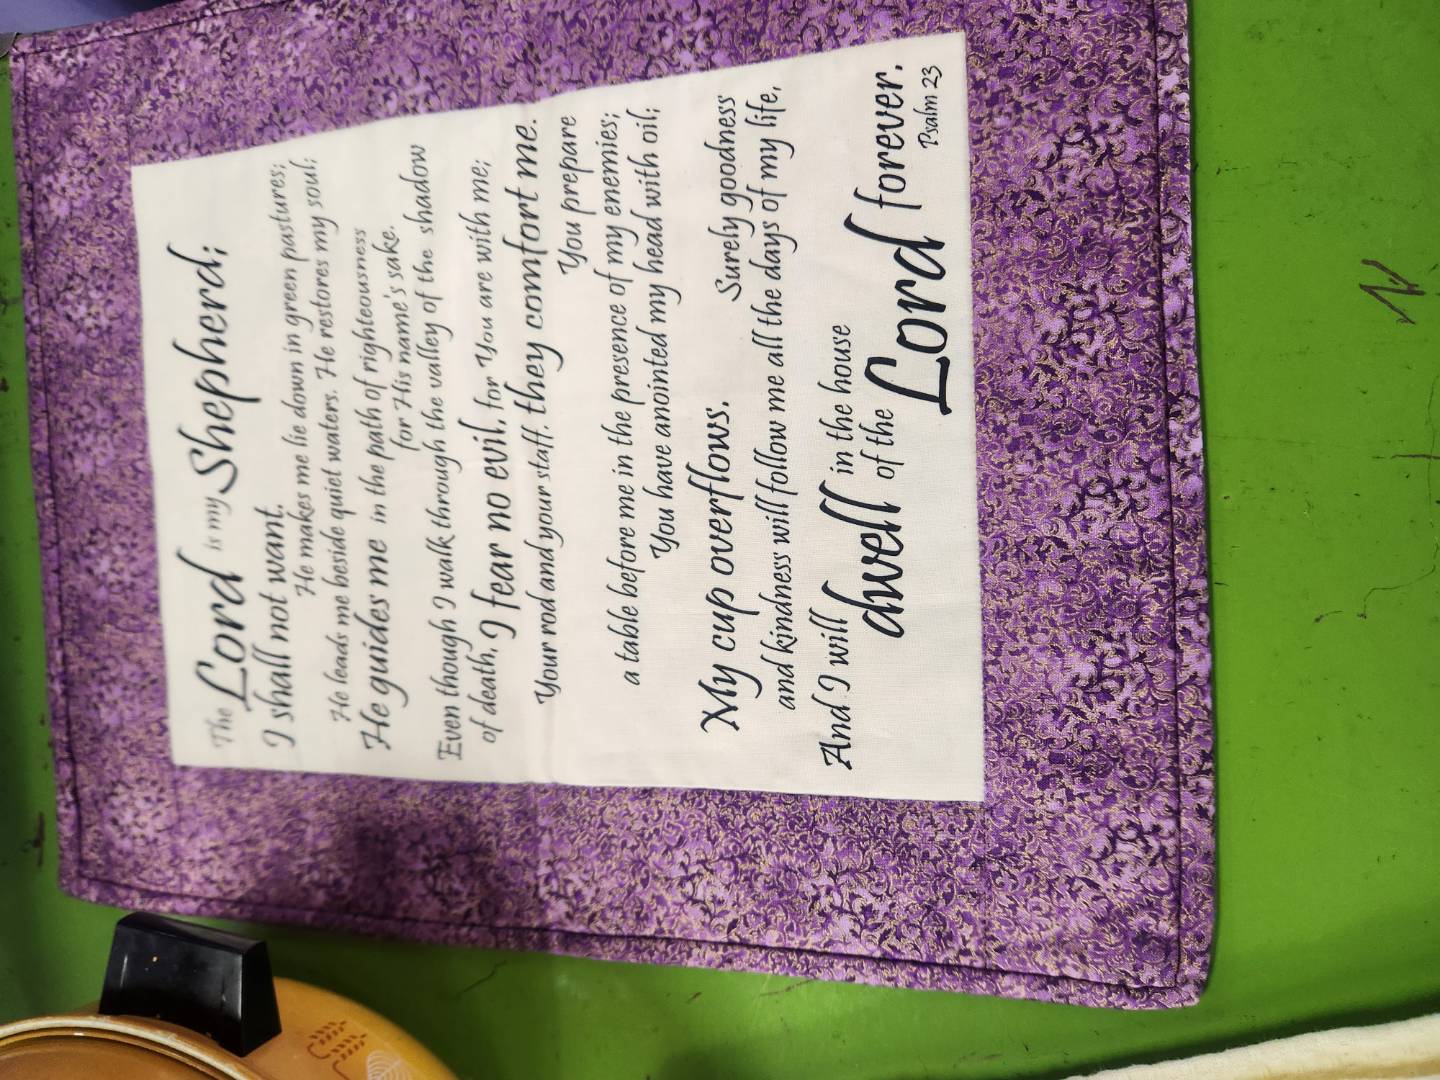 The Lord is my Shepherd;
I shall not want.
He makes me lie down in green pastures;
He leads me beside quiet waters. He restores my soul;
He guides me in the path of righteousness
for His name's sake.
Even though I walk through the valley of the shadow
of death, I fear no evil, for You are with me;
Your rod and your staff, they comfort me.
You prepare
a table before me in the presence of my enemies;
You have anointed my head with oil;
My cup overflows. Surely goodness
and kindness will follow me all the days of my life,
And I will dwell in the house
of the Lord forever.
Psalm 23